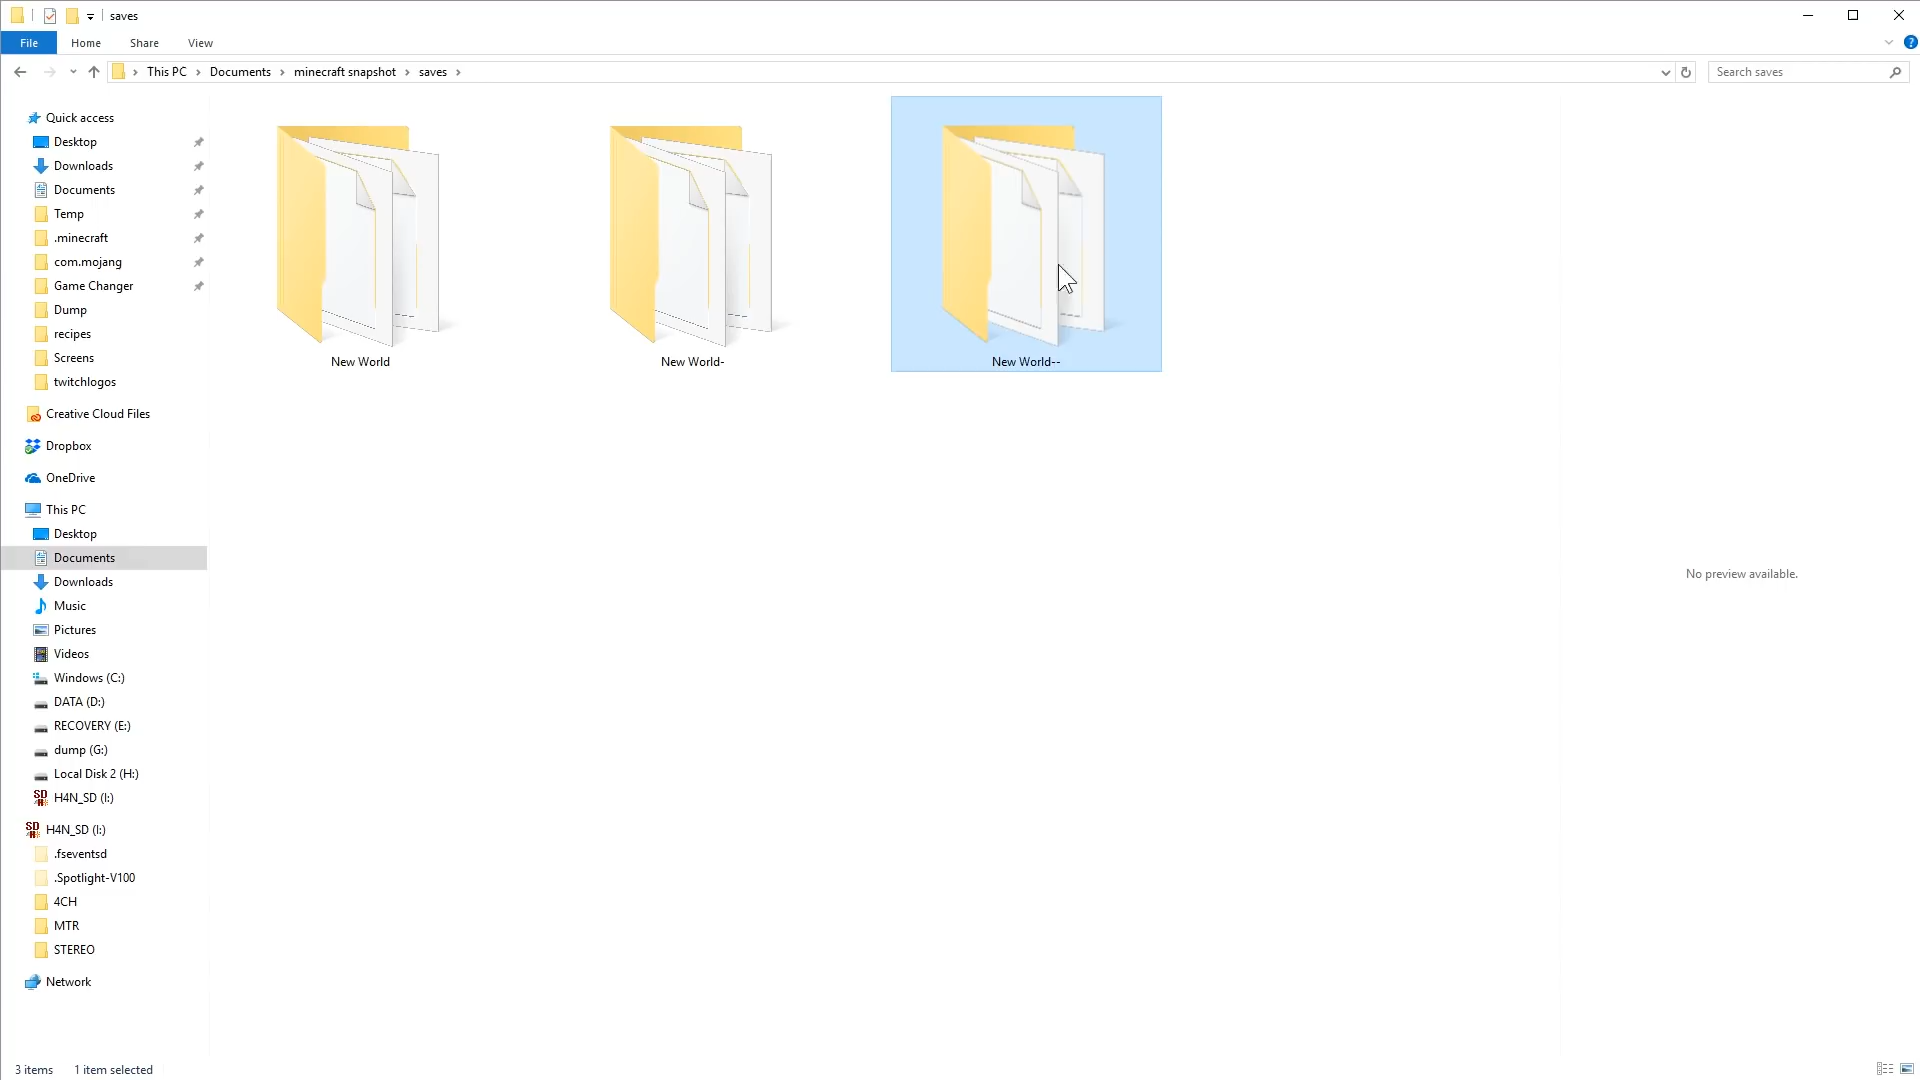 saves
File Home Share View
This PC Documents minecraft snapshot saves
Search saves
Quick access
Desktop
Downloads
Documents
Temp
.minecraft
com.mojang
Game Changer
Dump
recipes
Screens
twitchlogos
Creative Cloud Files
Dropbox
OneDrive
This PC
Desktop
Documents
Downloads
Music
Pictures
Videos
Windows (C:)
DATA (D:)
RECOVERY (E:)
dump (G:)
Local Disk 2 (H:)
SD H4N_SD (I:)
SD H4N_SD (I:)
.fseventsd
.Spotlight-V100
4CH
MTR
STEREO
Network
New World New World- New World--
No preview available.
3 items 1 item selected